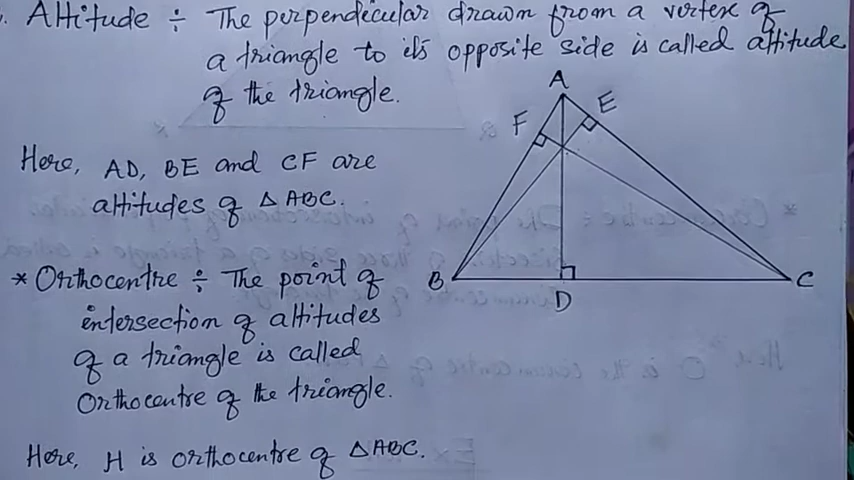 Altitude ÷ The perpendicular drawn from a vertex of
a triangle to its opposite side is called altitude
of the triangle.
Here, AD, BE and CF are
altitudes of △ABC.
A
E
F
B
C
D
* Orthocentre ÷ The point of
intersection of altitudes
of a triangle is called
Orthocentre of the triangle.
Here, H is orthocentre of △ABC.